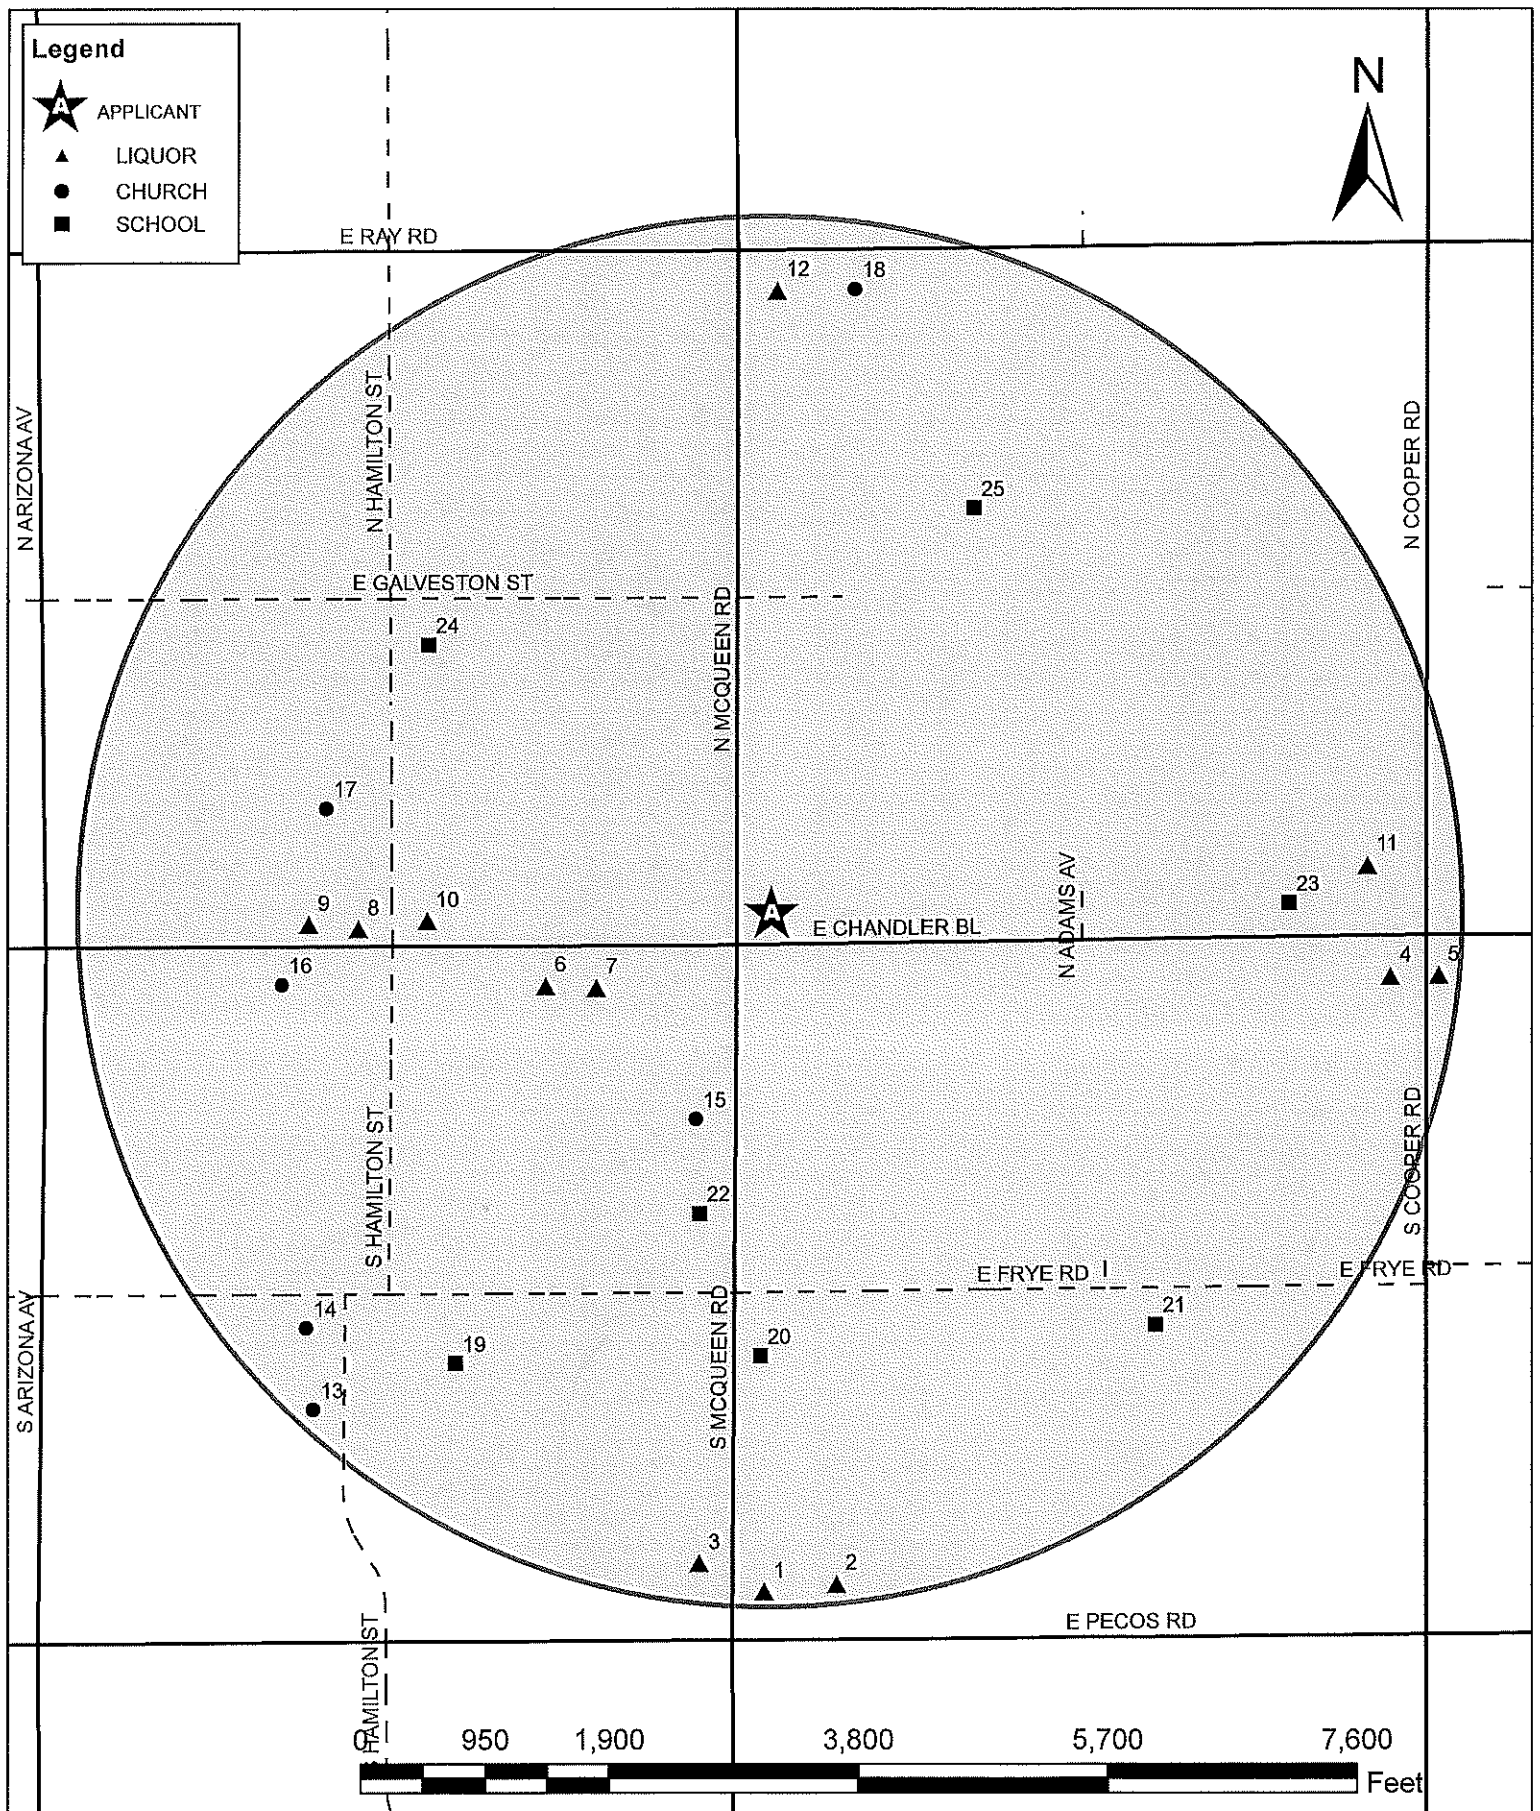 Legend
A APPLICANT
LIQUOR
CHURCH
SCHOOL
N
E RAY RD
12
18
N ARIZONA AV
N HAMILTON ST
N COOPER RD
25
E GALVESTON ST
24
N MCQUEEN RD
17
11
23
9
8
10
A
E CHANDLER BL
N ADAMS AV
16
6
7
4
5
15
S HAMILTON ST
S COOPER RD
22
E FRYE RD
E FRYE RD
S ARIZONA AV
14
19
S MCQUEEN RD
20
21
13
3
1
2
E PECOS RD
S HAMILTON ST
0 950 1,900 3,800 5,700 7,600
Feet